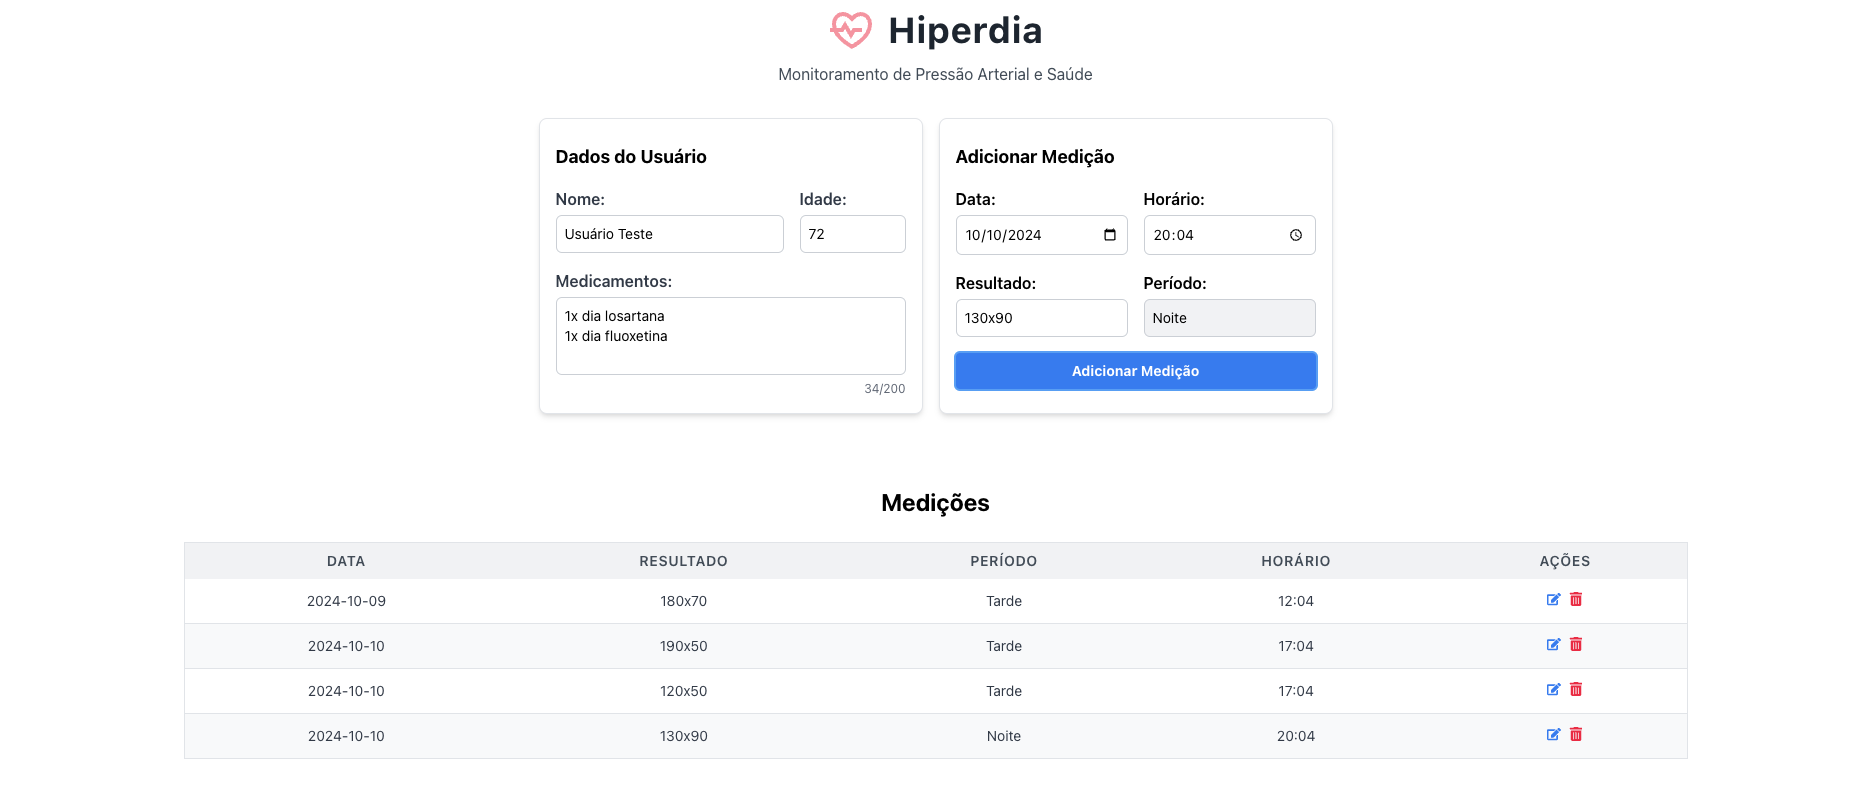 Hiperdia
Monitoramento de Pressão Arterial e Saúde
Dados do Usuário
Nome: Idade:
Usuário Teste 72
Medicamentos:
1x dia losartana
1x dia fluoxetina
34/200
Adicionar Medição
Data: Horário:
10/10/2024 20:04
Resultado: Período:
130x90 Noite
Adicionar Medição
Medições
DATA RESULTADO PERÍODO HORÁRIO AÇÕES
2024-10-09 180x70 Tarde 12:04
2024-10-10 190x50 Tarde 17:04
2024-10-10 120x50 Tarde 17:04
2024-10-10 130x90 Noite 20:04